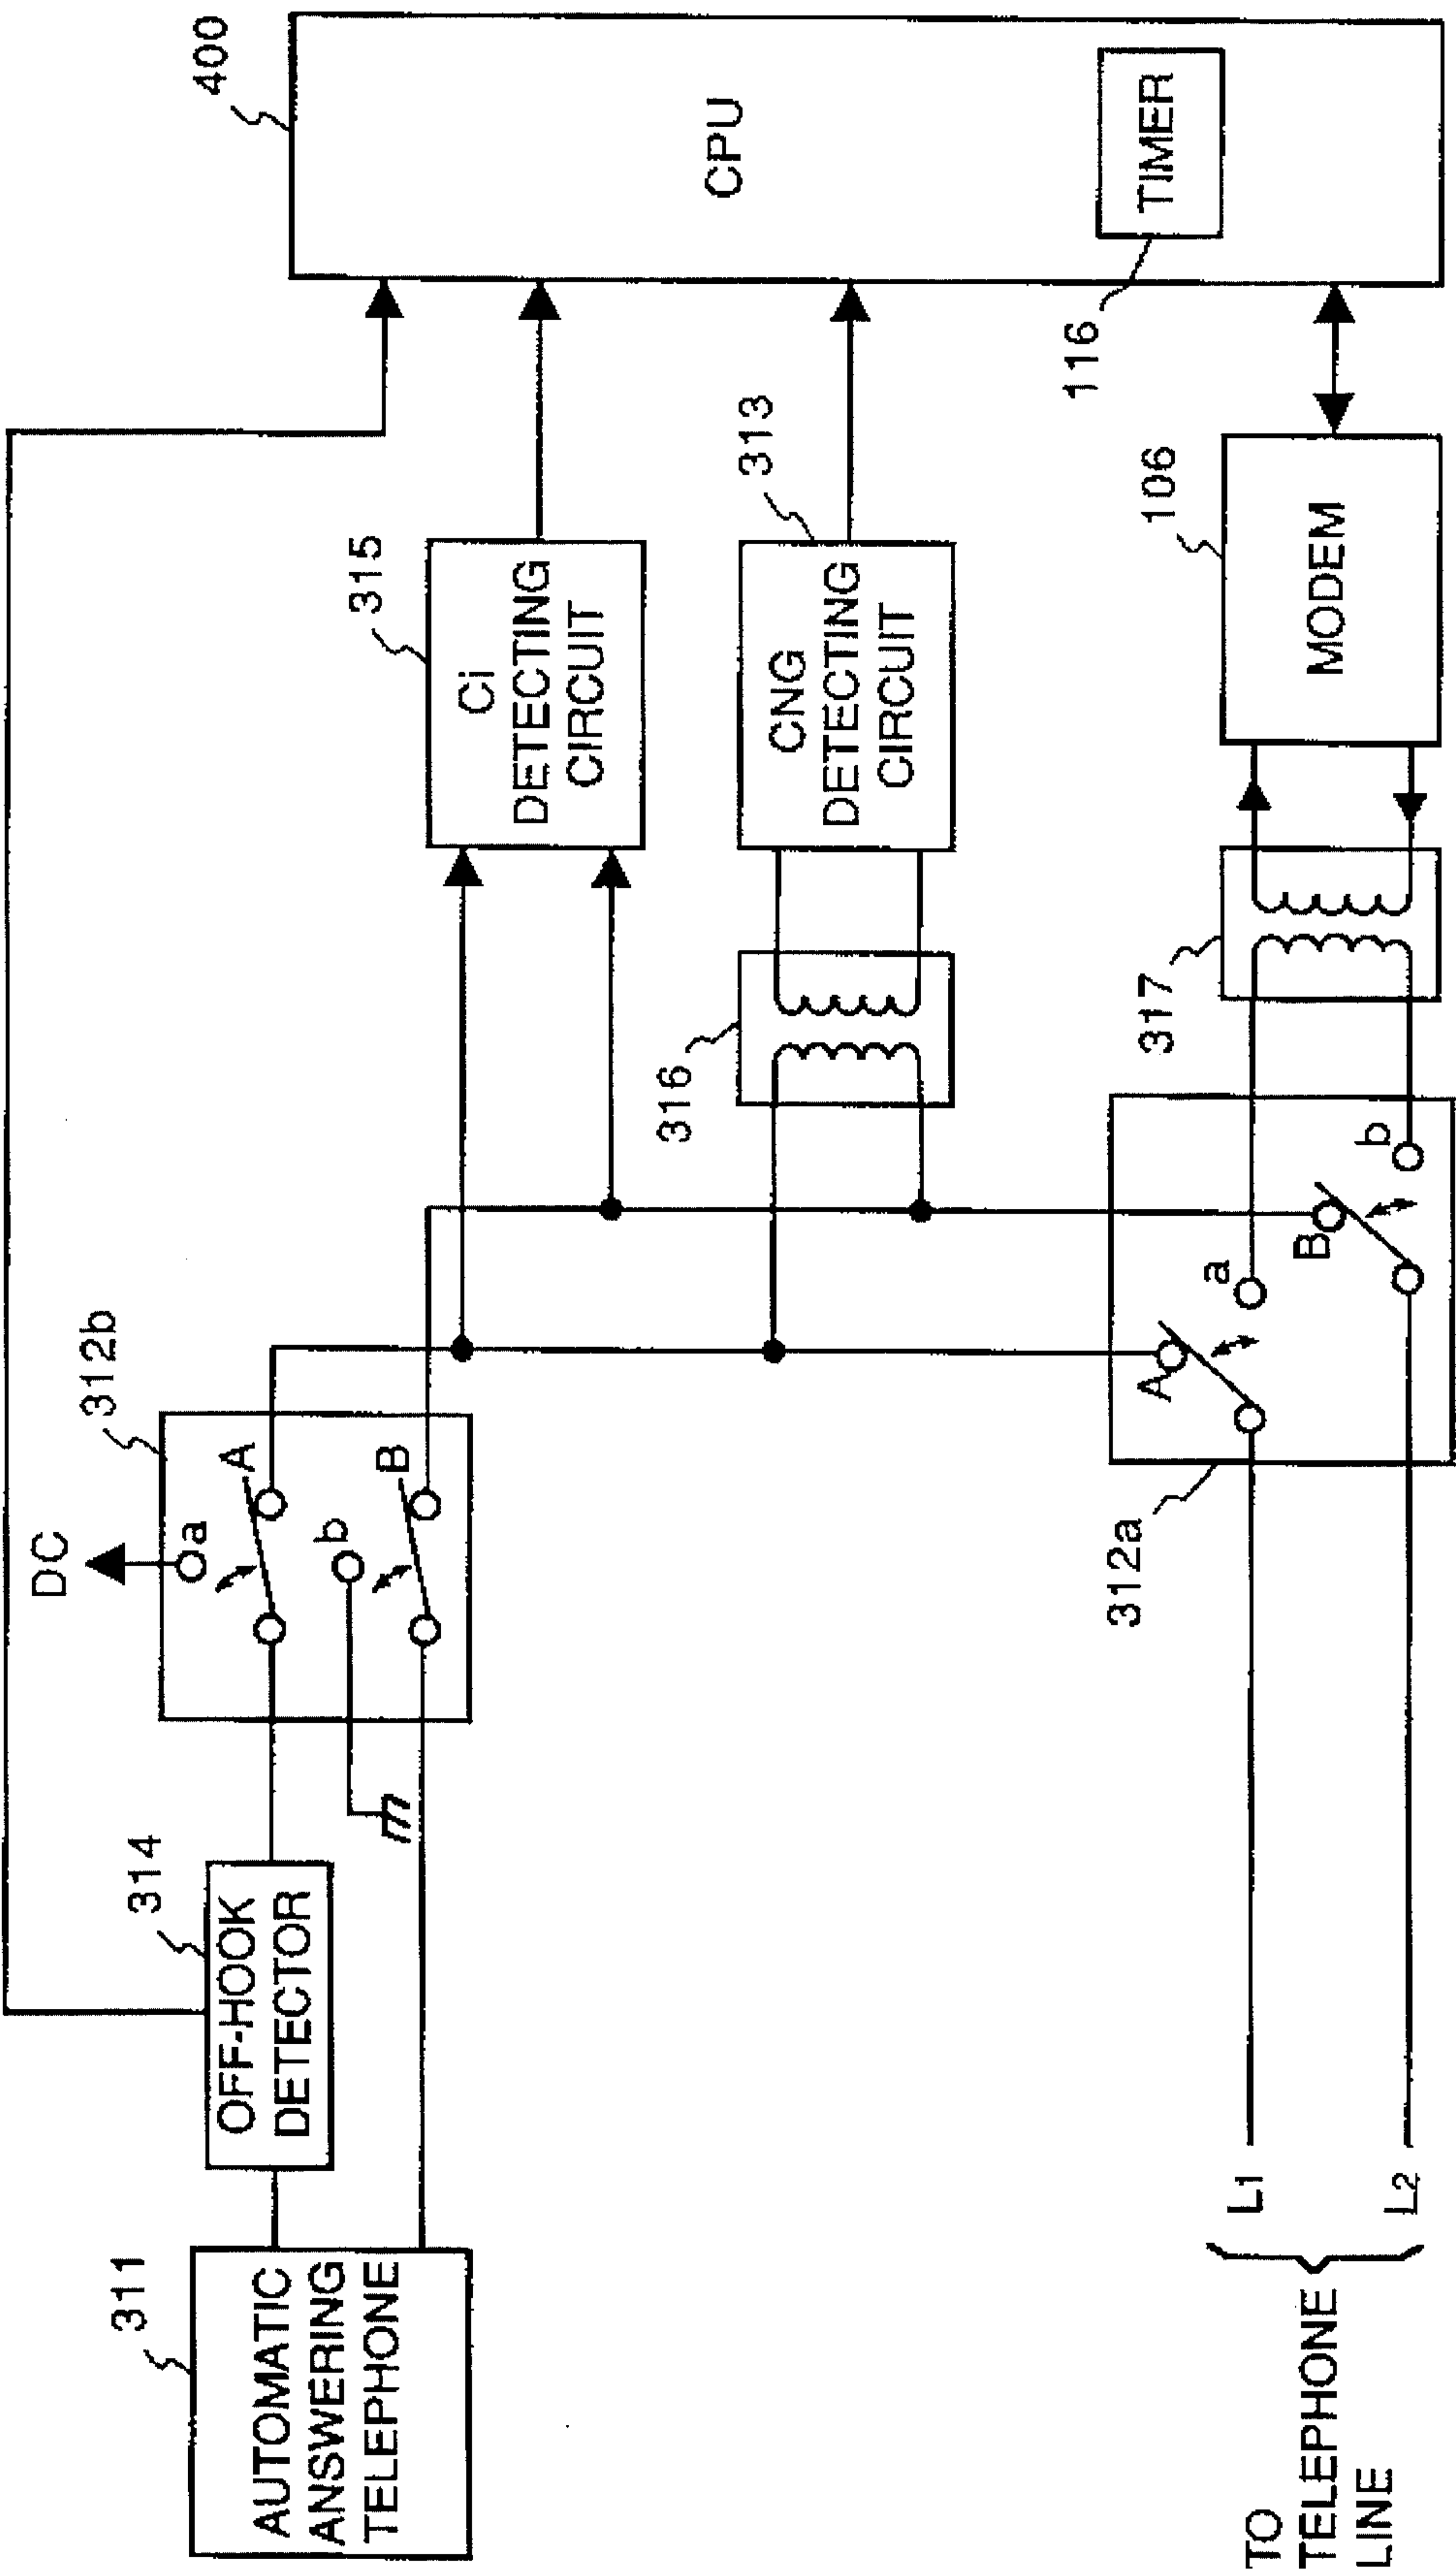 400
CPU
TIMER
116
315
Ci
DETECTING
CIRCUIT
313
CNG
DETECTING
CIRCUIT
106
MODEM
316
317
DC
312b
a
A
b
B
A
a
B
b
312a
314
OFF-HOOK
DETECTOR
311
AUTOMATIC
ANSWERING
TELEPHONE
L1
L2
TO
TELEPHONE
LINE